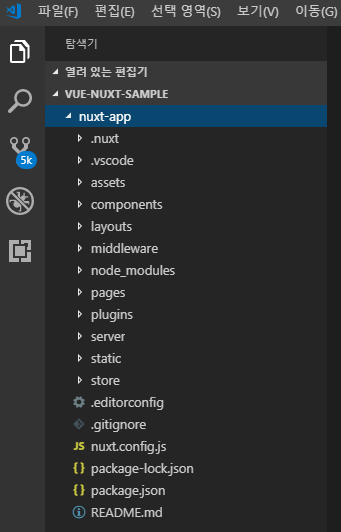 파일(F) 편집(E) 선택 영역(S) 보기(V) 이동(G)
탐색기
열려 있는 편집기
VUE-NUXT-SAMPLE
nuxt-app
.nuxt
.vscode
assets
components
layouts
middleware
node_modules
pages
plugins
server
static
store
.editorconfig
.gitignore
JS nuxt.config.js
{ } package-lock.json
{ } package.json
README.md
5k